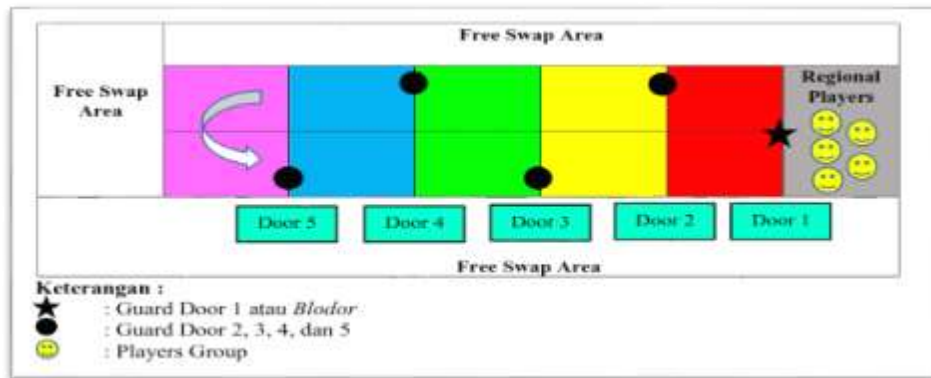 Free Swap Area
Free Swap
Area
Regional
Players
Door 5
Door 4
Door 3
Door 2
Door 1
Free Swap Area
Keterangan :
: Guard Door 1 atau Blodor
: Guard Door 2, 3, 4, dan 5
: Players Group